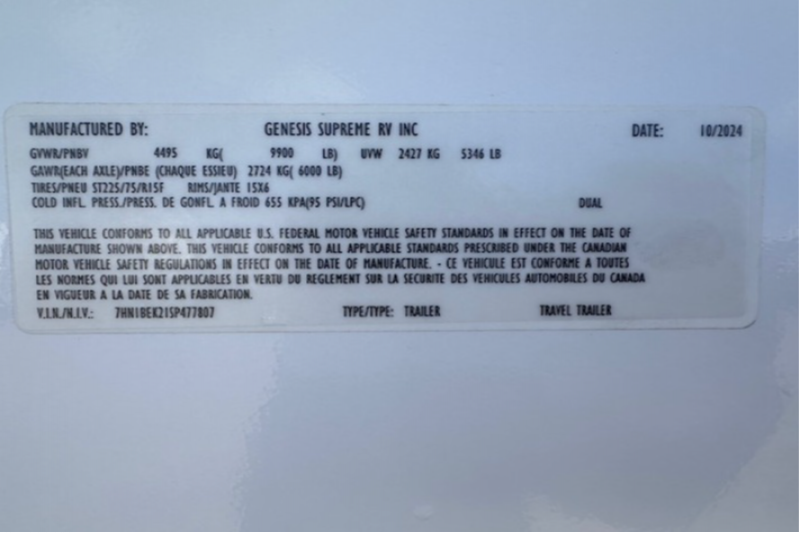 MANUFACTURED BY: GENESIS SUPREME RV INC DATE: 10/2024
GVWR/PNBV 4495 KG( 9900 LB) UVW 2427 KG 5346 LB
GAWR(EACH AXLE)/PNBE (CHAQUE ESSIEU) 2724 KG( 6000 LB)
TIRES/PNEU ST225/75/R15F RIMS/JANTE 15X6
COLD INFL. PRESS./PRESS. DE GONFL. A FROID 655 KPA(95 PSI/LPC) DUAL
THIS VEHICLE CONFORMS TO ALL APPLICABLE U.S. FEDERAL MOTOR VEHICLE SAFETY STANDARDS IN EFFECT ON THE DATE OF
MANUFACTURE SHOWN ABOVE. THIS VEHICLE CONFORMS TO ALL APPLICABLE STANDARDS PRESCRIBED UNDER THE CANADIAN
MOTOR VEHICLE SAFETY REGULATIONS IN EFFECT ON THE DATE OF MANUFACTURE. - CE VEHICULE EST CONFORME A TOUTES
LES NORMES QUI LUI SONT APPLICABLES EN VERTU DU REGLEMENT SUR LA SECURITE DES VEHICULES AUTOMOBILES DU CANADA
EN VIGUEUR A LA DATE DE SA FABRICATION.
V.I.N./N.I.V.: 7HN1BEK21SP477807 TYPE/TYPE: TRAILER TRAVEL TRAILER